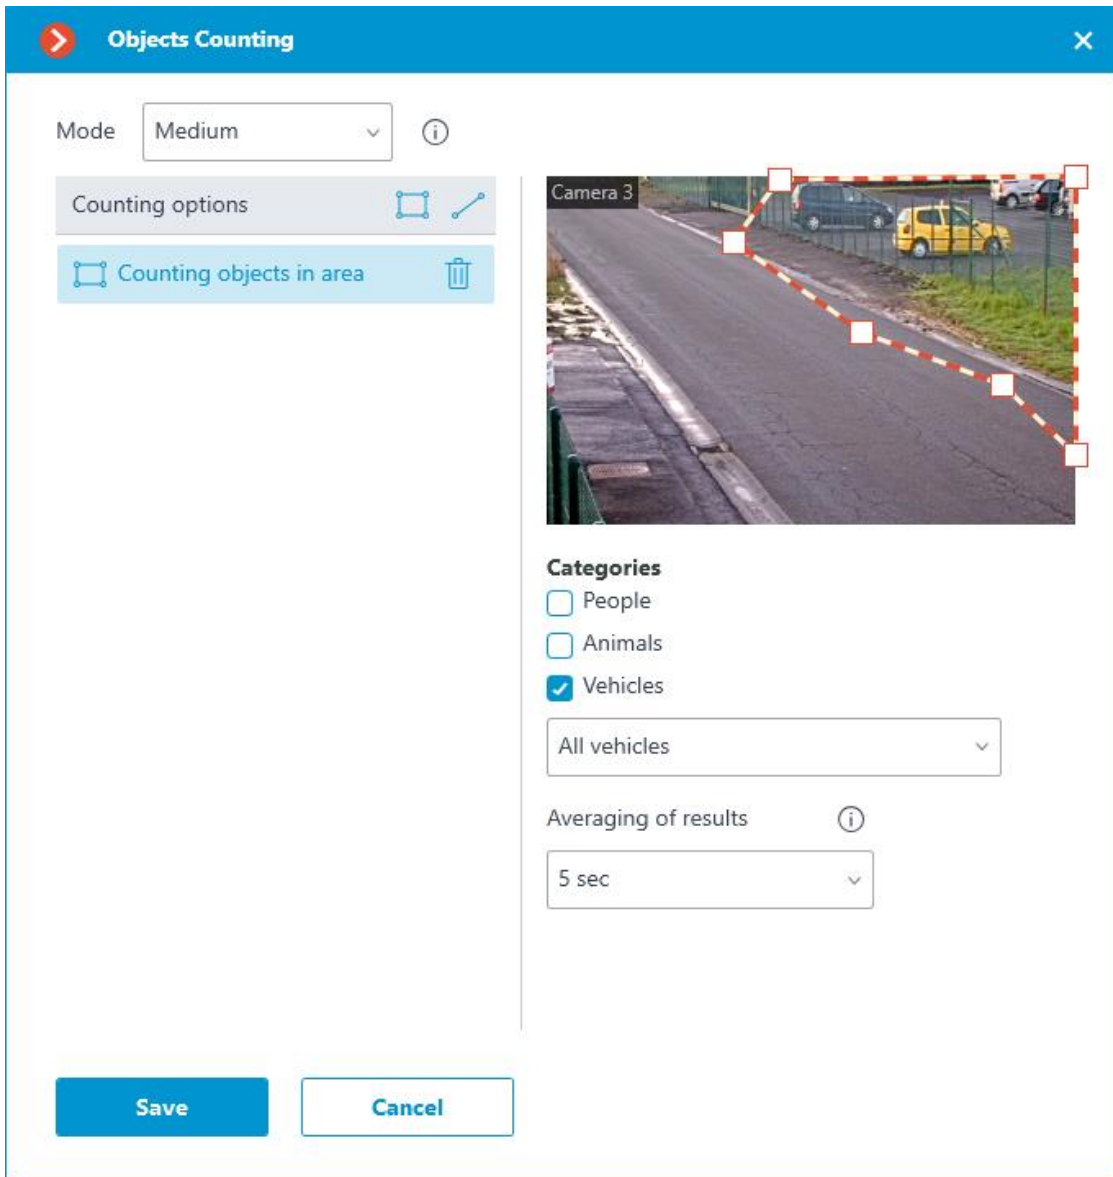 Objects Counting
Mode Medium
Counting options
Counting objects in area
Camera 3
Categories
People
Animals
Vehicles
All vehicles
Averaging of results
5 sec
Save Cancel